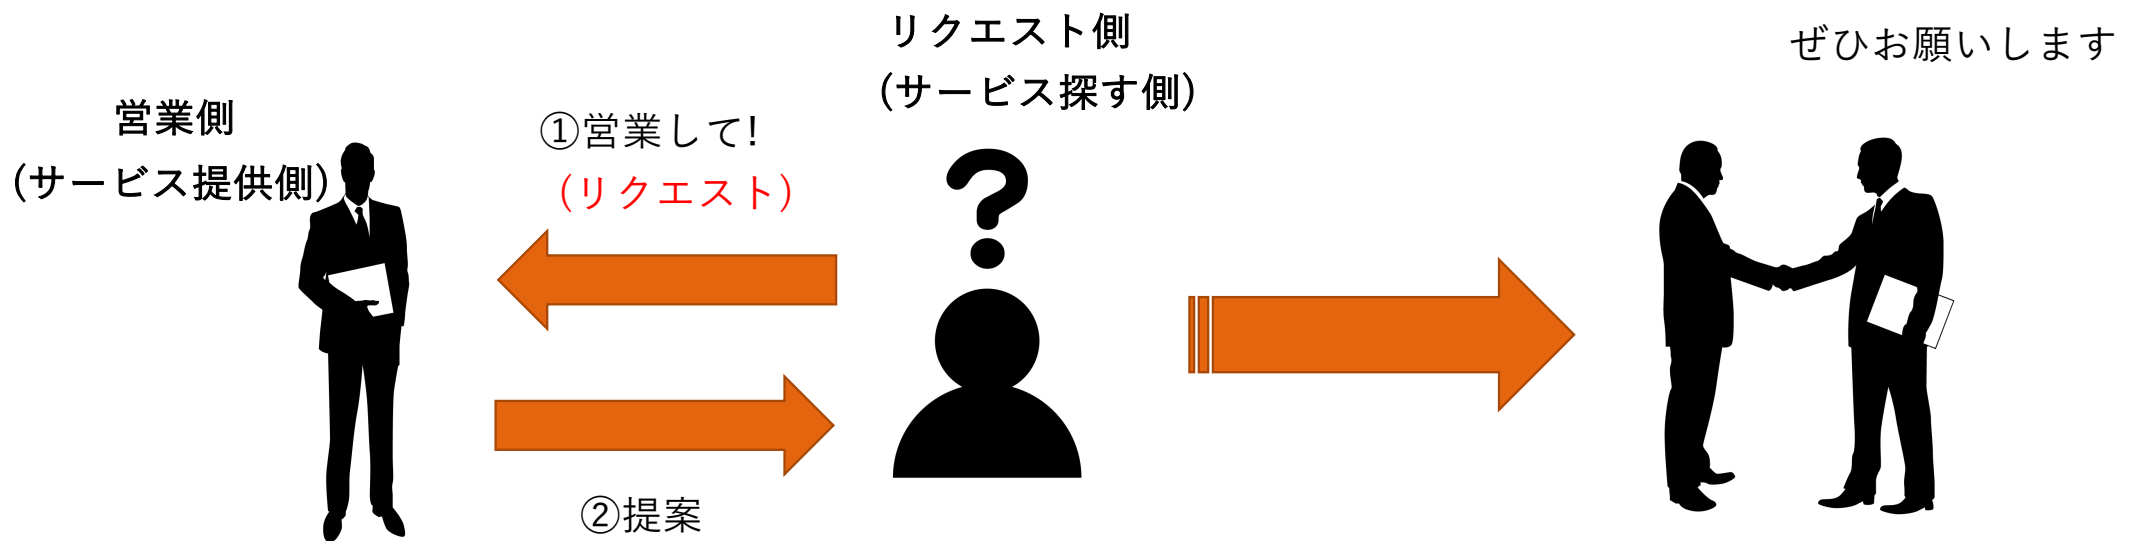 営業側
（サービス提供側）
①営業して！
（リクエスト）
②提案
リクエスト側
（サービス探す側）
ぜひお願いします